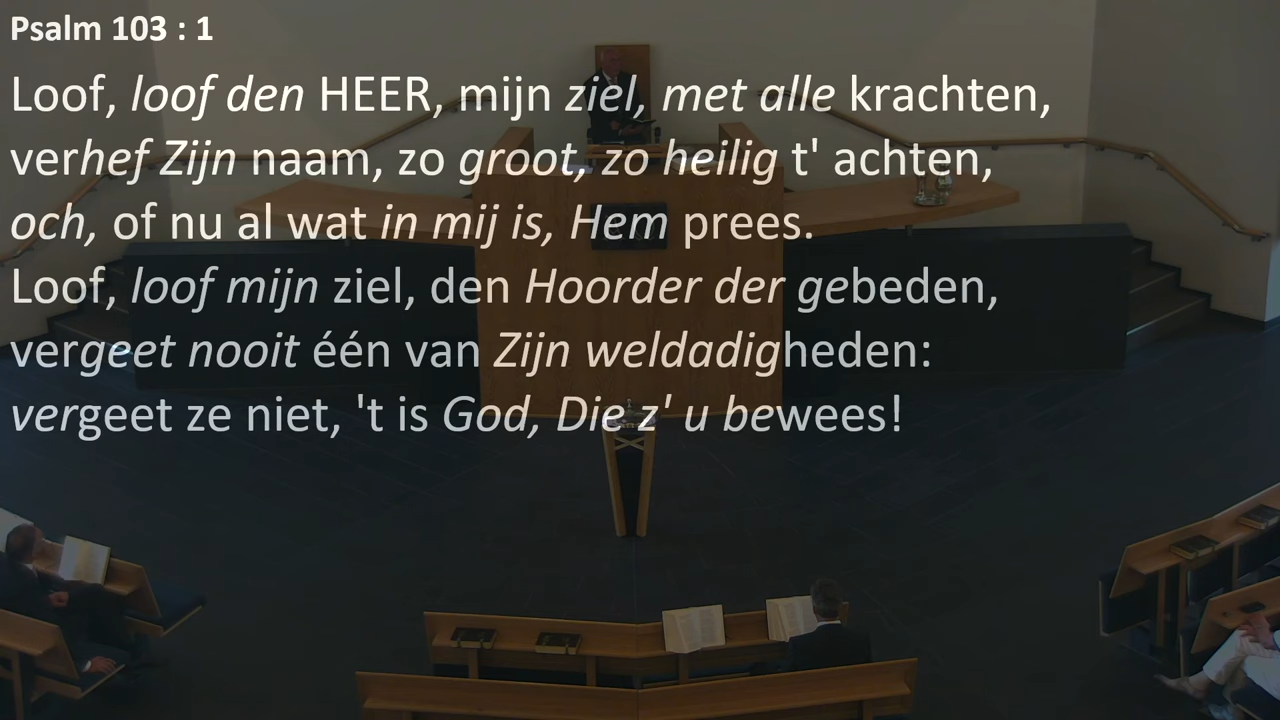 Psalm 103 : 1
Loof, loof den HEER, mijn ziel, met alle krachten,
verhef Zijn naam, zo groot, zo heilig t' achten,
och, of nu al wat in mij is, Hem prees.
Loof, loof mijn ziel, den Hoorder der gebeden,
vergeet nooit één van Zijn weldadigheden:
vergeet ze niet, 't is God, Die z' u bewees!